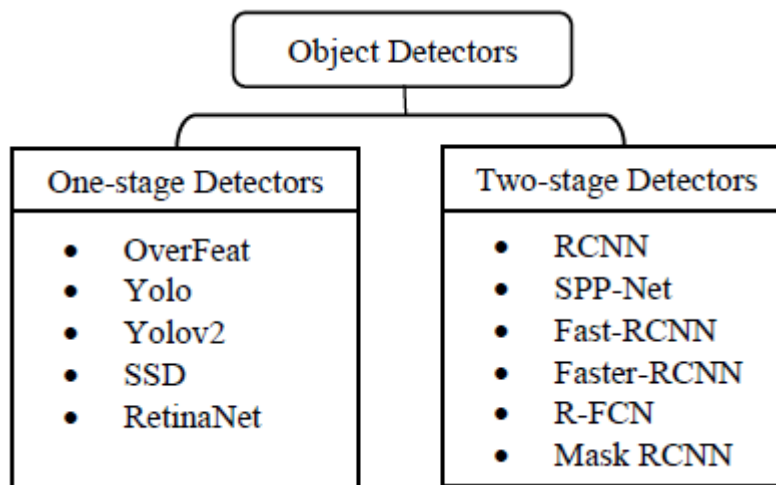 Object Detectors
One-stage Detectors
• OverFeat
• Yolo
• Yolov2
• SSD
• RetinaNet
Two-stage Detectors
• RCNN
• SPP-Net
• Fast-RCNN
• Faster-RCNN
• R-FCN
• Mask RCNN